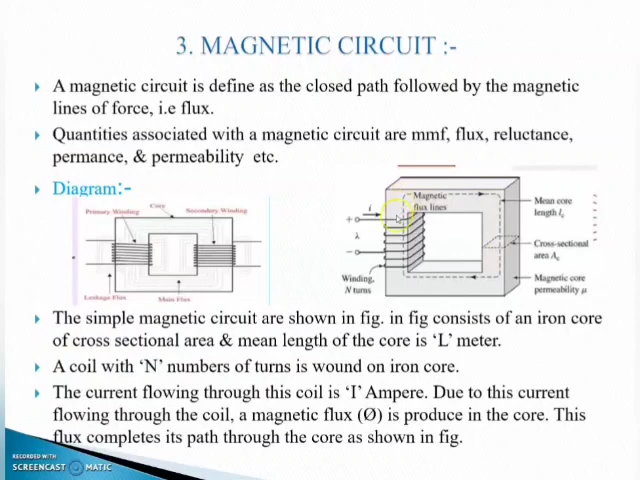 3. MAGNETIC CIRCUIT :-
A magnetic circuit is define as the closed path followed by the magnetic
lines of force, i.e flux.
Quantities associated with a magnetic circuit are mmf, flux, reluctance,
permance, & permeability etc.
Diagram:-
Primary Winding
Core
Secondary Winding
Leakage Flux
Main Flux
i
+
λ
−
Winding,
N turns
Magnetic
flux lines
Mean core
length lc
Cross-sectional
area Ac
Magnetic core
permeability μ
The simple magnetic circuit are shown in fig. in fig consists of an iron core
of cross sectional area & mean length of the core is ‘L’ meter.
A coil with ‘N’ numbers of turns is wound on iron core.
The current flowing through this coil is ‘I’ Ampere. Due to this current
flowing through the coil, a magnetic flux (Ø) is produce in the core. This
flux completes its path through the core as shown in fig.
RECORDED WITH
SCREENCAST MATIC